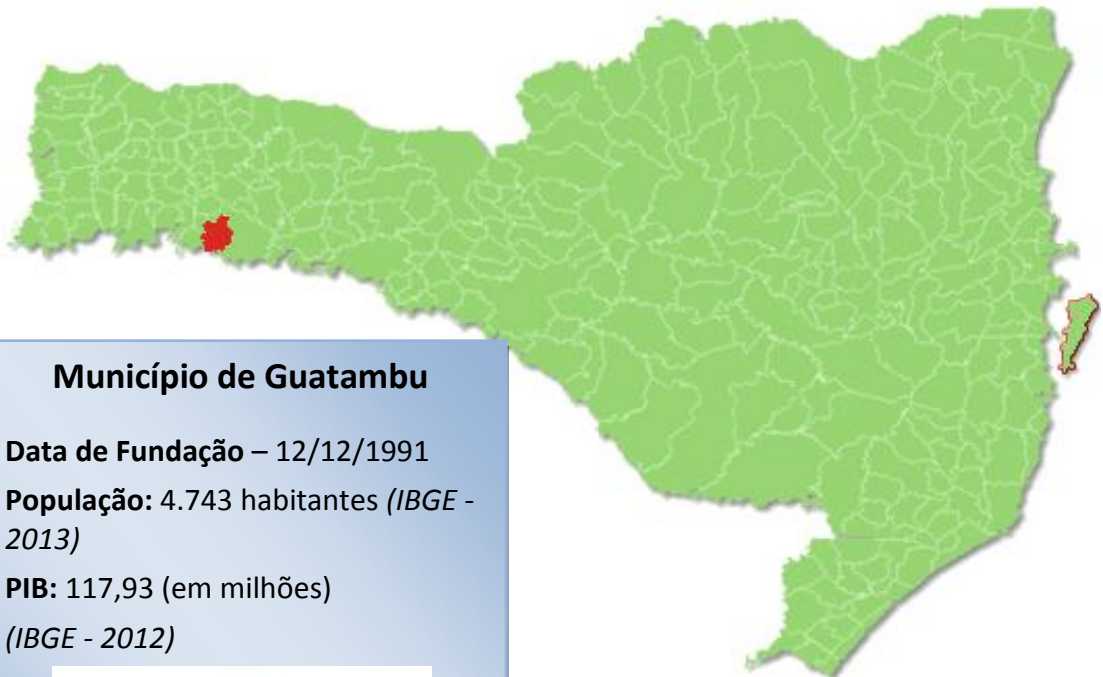 Município de Guatambu
Data de Fundação – 12/12/1991
População: 4.743 habitantes (IBGE -
2013)
PIB: 117,93 (em milhões)
(IBGE - 2012)